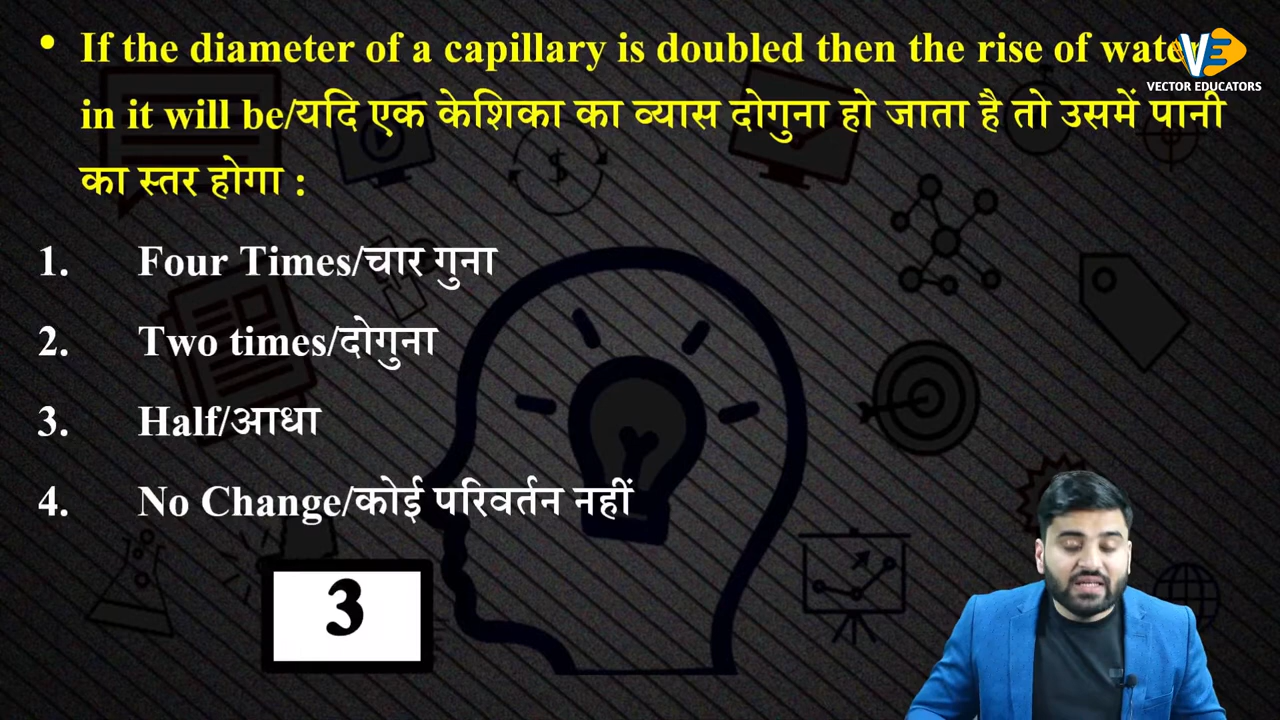 • If the diameter of a capillary is doubled then the rise of water
in it will be/यदि एक केशिका का व्यास दोगुना हो जाता है तो उसमें पानी
का स्तर होगा :
1. Four Times/चार गुना
2. Two times/दोगुना
3. Half/आधा
4. No Change/कोई परिवर्तन नहीं
3
VE
VECTOR EDUCATORS